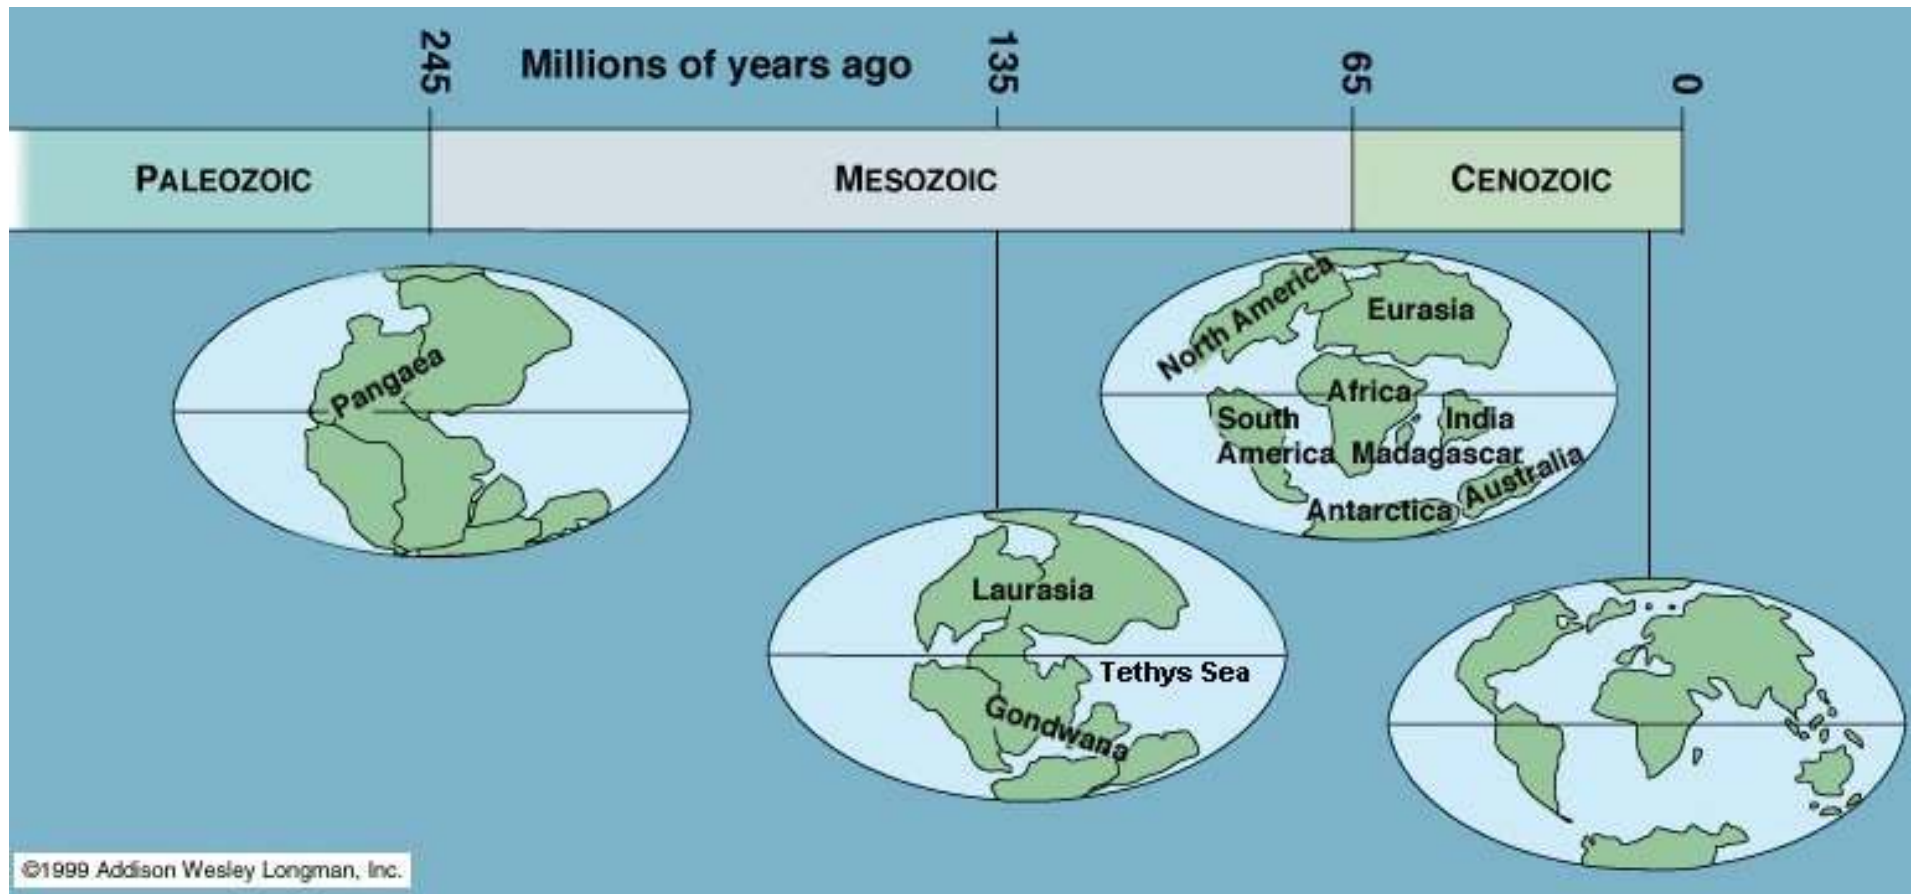 245
Millions of years ago
135
65
0
PALEOZOIC
MESOZOIC
CENOZOIC
Pangaea
North America
Eurasia
Africa
South
America
India
Madagascar
Australia
Antarctica
Laurasia
Tethys Sea
Gondwana
©1999 Addison Wesley Longman, Inc.